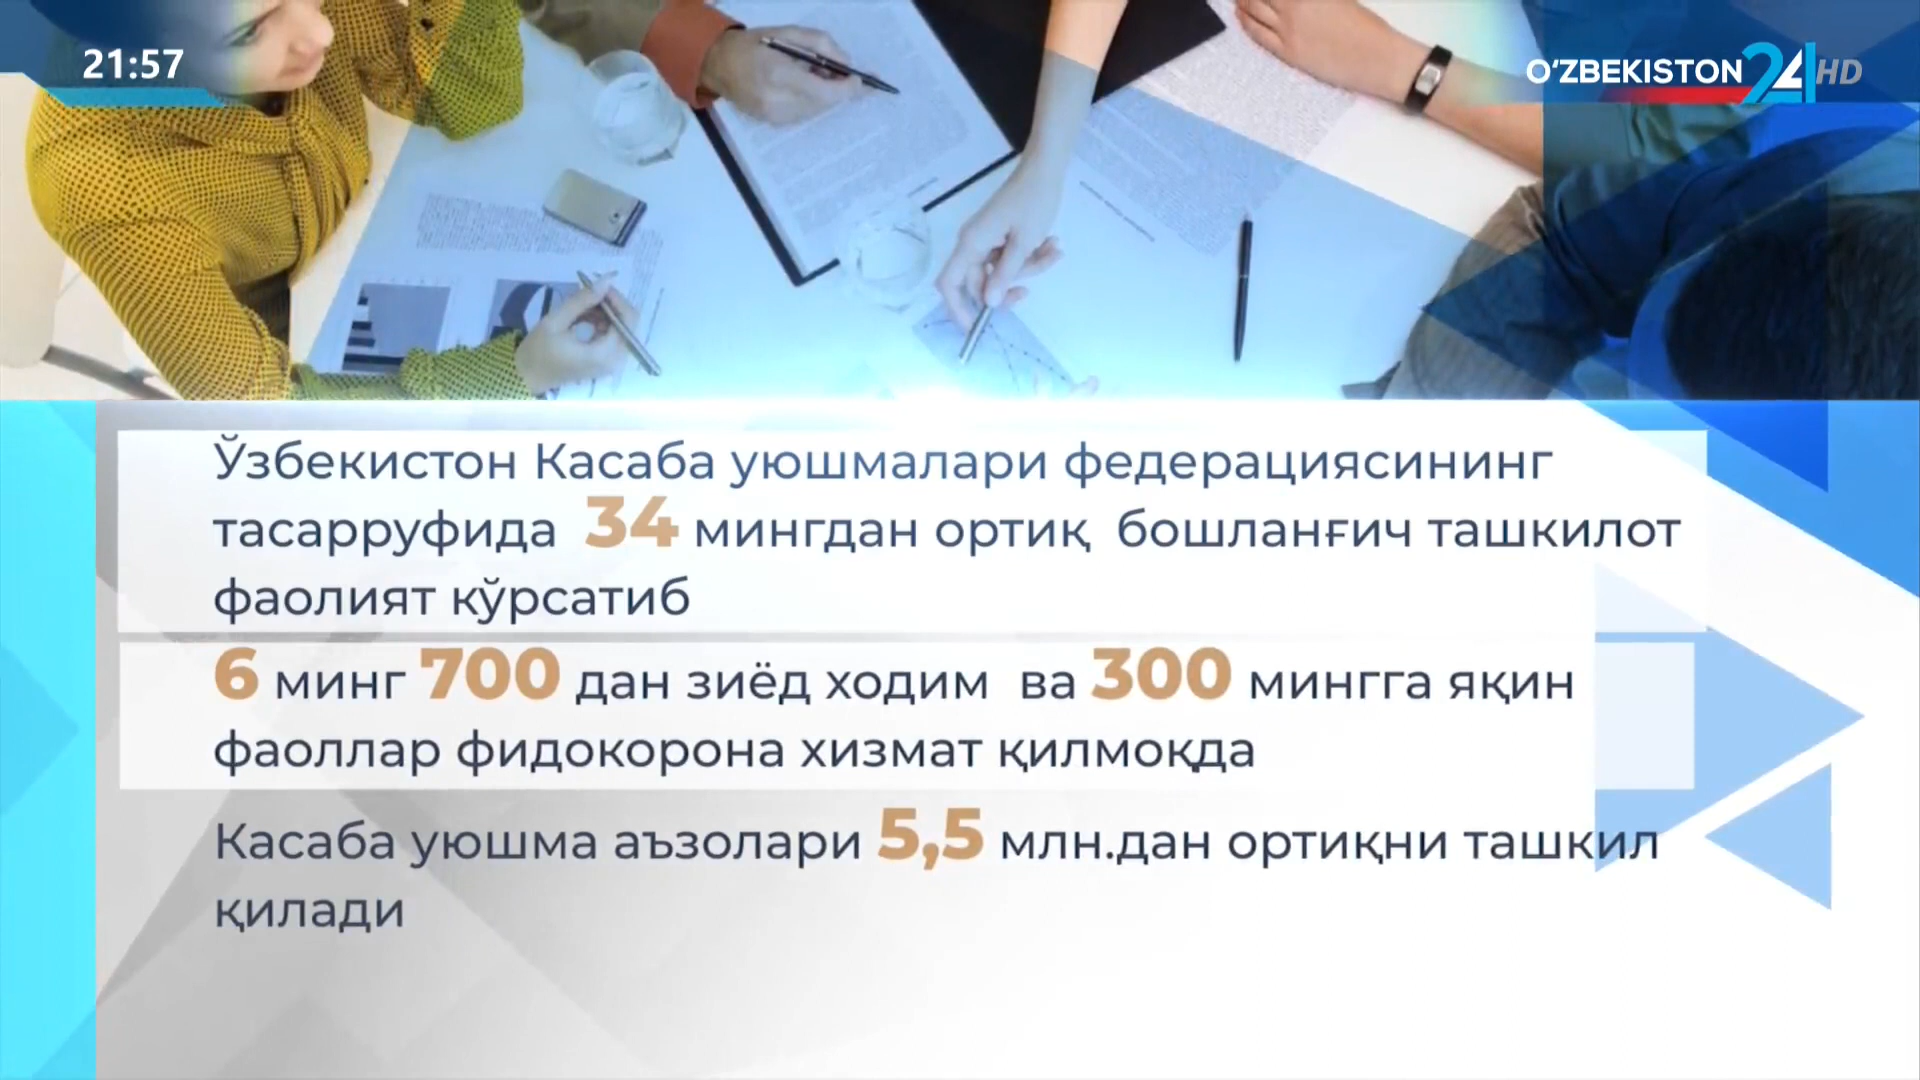 21:57
O‘ZBEKISTON 24 HD
Ўзбекистон Касаба уюшмалари федерациясининг
тасарруфида 34 мингдан ортиқ бошланғич ташкилот
фаолият кўрсатиб
6 минг 700 дан зиёд ходим ва 300 мингга яқин
фаоллар фидокорона хизмат қилмоқда
Касаба уюшма аъзолари 5,5 млн.дан ортиқни ташкил
қилади